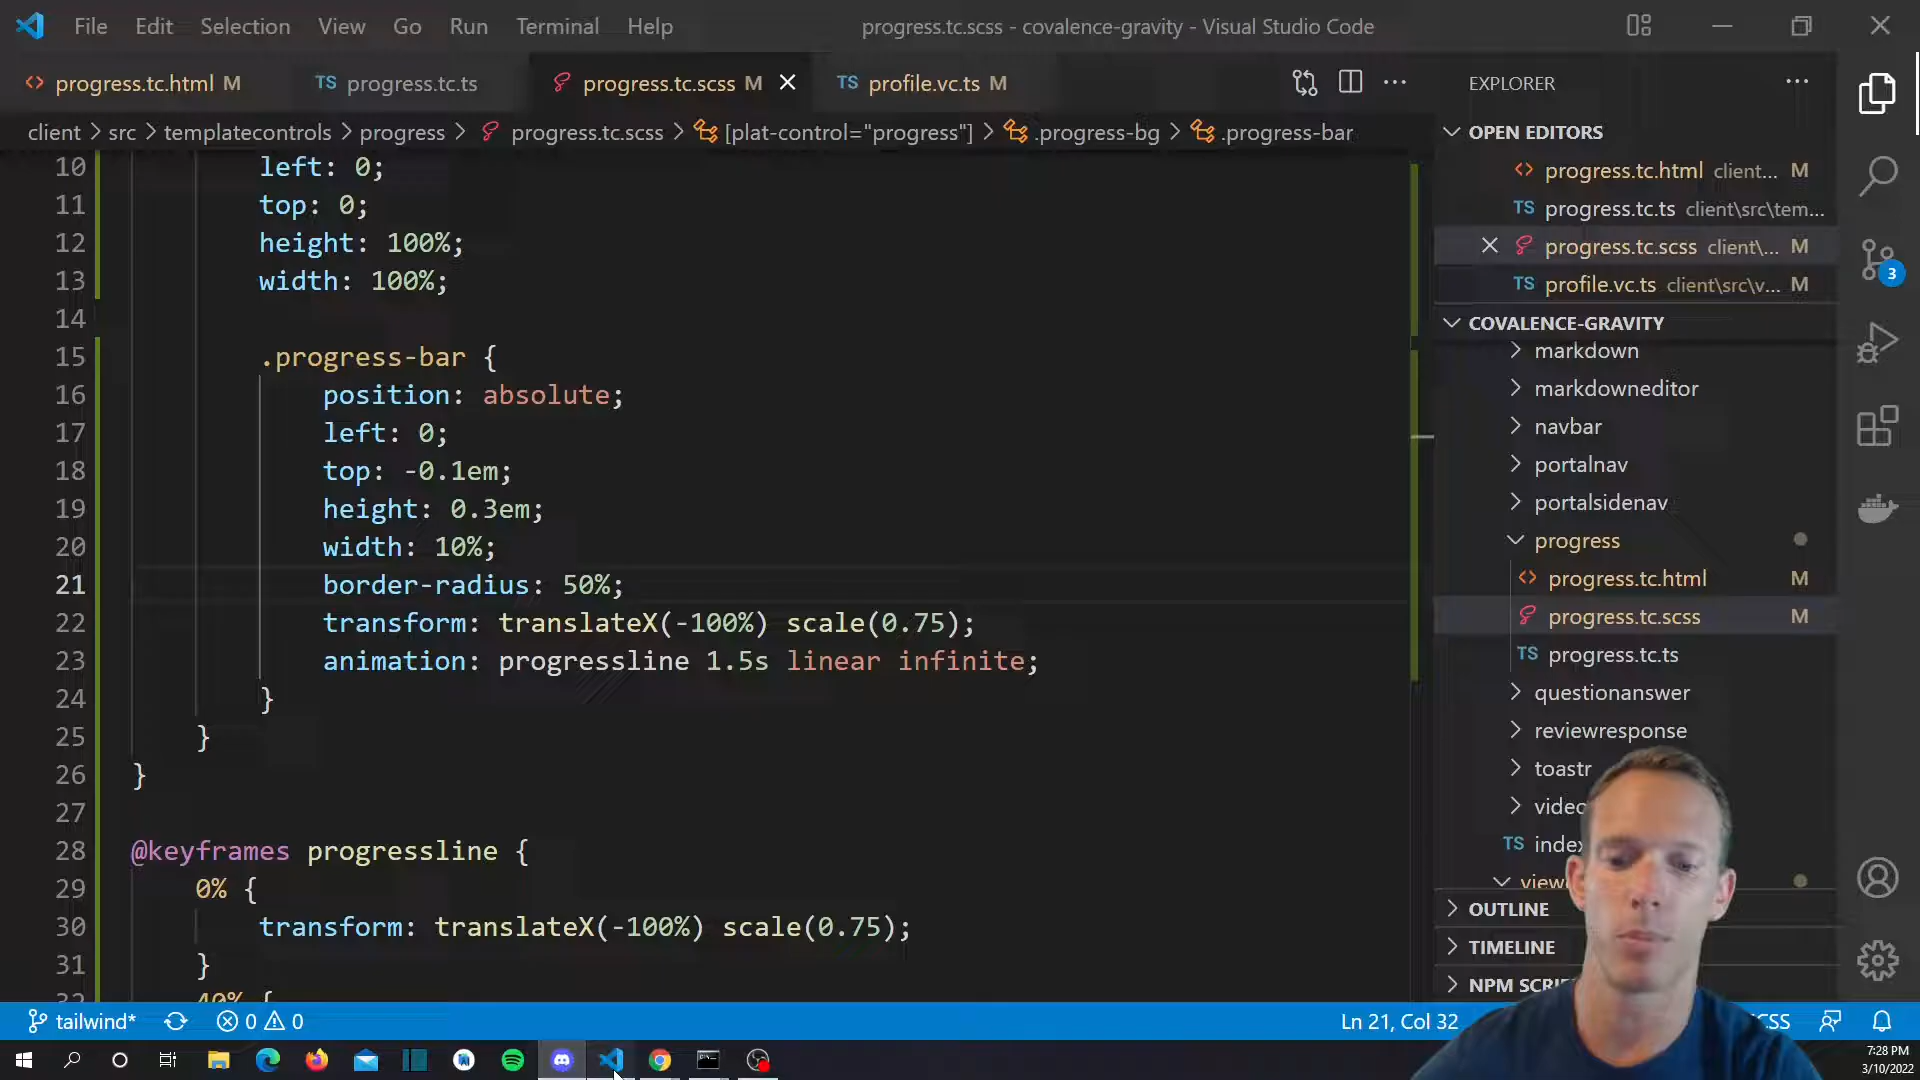 File Edit Selection View Go Run Terminal Help
progress.tc.scss - covalence-gravity - Visual Studio Code
progress.tc.html M
TS progress.tc.ts
progress.tc.scss M
TS profile.vc.ts M
client > src > templatecontrols > progress > progress.tc.scss > [plat-control="progress"] > .progress-bg > .progress-bar
10 left: 0;
11 top: 0;
12 height: 100%;
13 width: 100%;
14
15 .progress-bar {
16 position: absolute;
17 left: 0;
18 top: -0.1em;
19 height: 0.3em;
20 width: 10%;
21 border-radius: 50%;
22 transform: translateX(-100%) scale(0.75);
23 animation: progressline 1.5s linear infinite;
24 }
25 }
26 }
27
28 @keyframes progressline {
29 0% {
30 transform: translateX(-100%) scale(0.75);
31 }
32 40% {
EXPLORER
OPEN EDITORS
progress.tc.html client... M
TS progress.tc.ts client\src\tem...
progress.tc.scss client\... M
TS profile.vc.ts client\src\v... M
COVALENCE-GRAVITY
markdown
markdowneditor
navbar
portalnav
portalsidenav
progress
progress.tc.html M
progress.tc.scss M
TS progress.tc.ts
questionanswer
reviewresponse
toastr
TS
OUTLINE
TIMELINE
NPM
3
tailwind*
0 0
Ln 21, Col 32
7:28 PM
3/10/2022